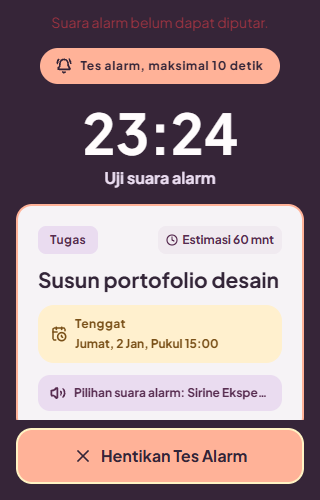 Suara alarm belum dapat diputar.
Tes alarm, maksimal 10 detik
23:24
Uji suara alarm
Tugas
Estimasi 60 mnt
Susun portofolio desain
Tenggat
Jumat, 2 Jan, Pukul 15:00
Pilihan suara alarm: Sirine Ekspe...
Hentikan Tes Alarm